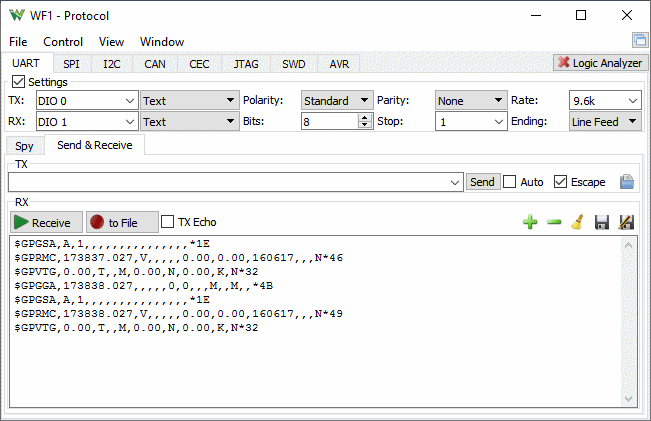 WF1 - Protocol
File Control View Window
UART SPI I2C CAN CEC JTAG SWD AVR Logic Analyzer
Settings
TX: DIO 0 Text Polarity: Standard Parity: None Rate: 9.6k
RX: DIO 1 Text Bits: 8 Stop: 1 Ending: Line Feed
Spy Send & Receive
TX
Send Auto Escape
RX
Receive to File TX Echo
$GPGSA,A,1,,,,,,,,,,,,,,,*1E
$GPRMC,173837.027,V,,,,,0.00,0.00,160617,,,N*46
$GPVTG,0.00,T,,M,0.00,N,0.00,K,N*32
$GPGGA,173838.027,,,,,0,0,,,M,,M,,*4B
$GPGSA,A,1,,,,,,,,,,,,,,,*1E
$GPRMC,173838.027,V,,,,,0.00,0.00,160617,,,N*49
$GPVTG,0.00,T,,M,0.00,N,0.00,K,N*32